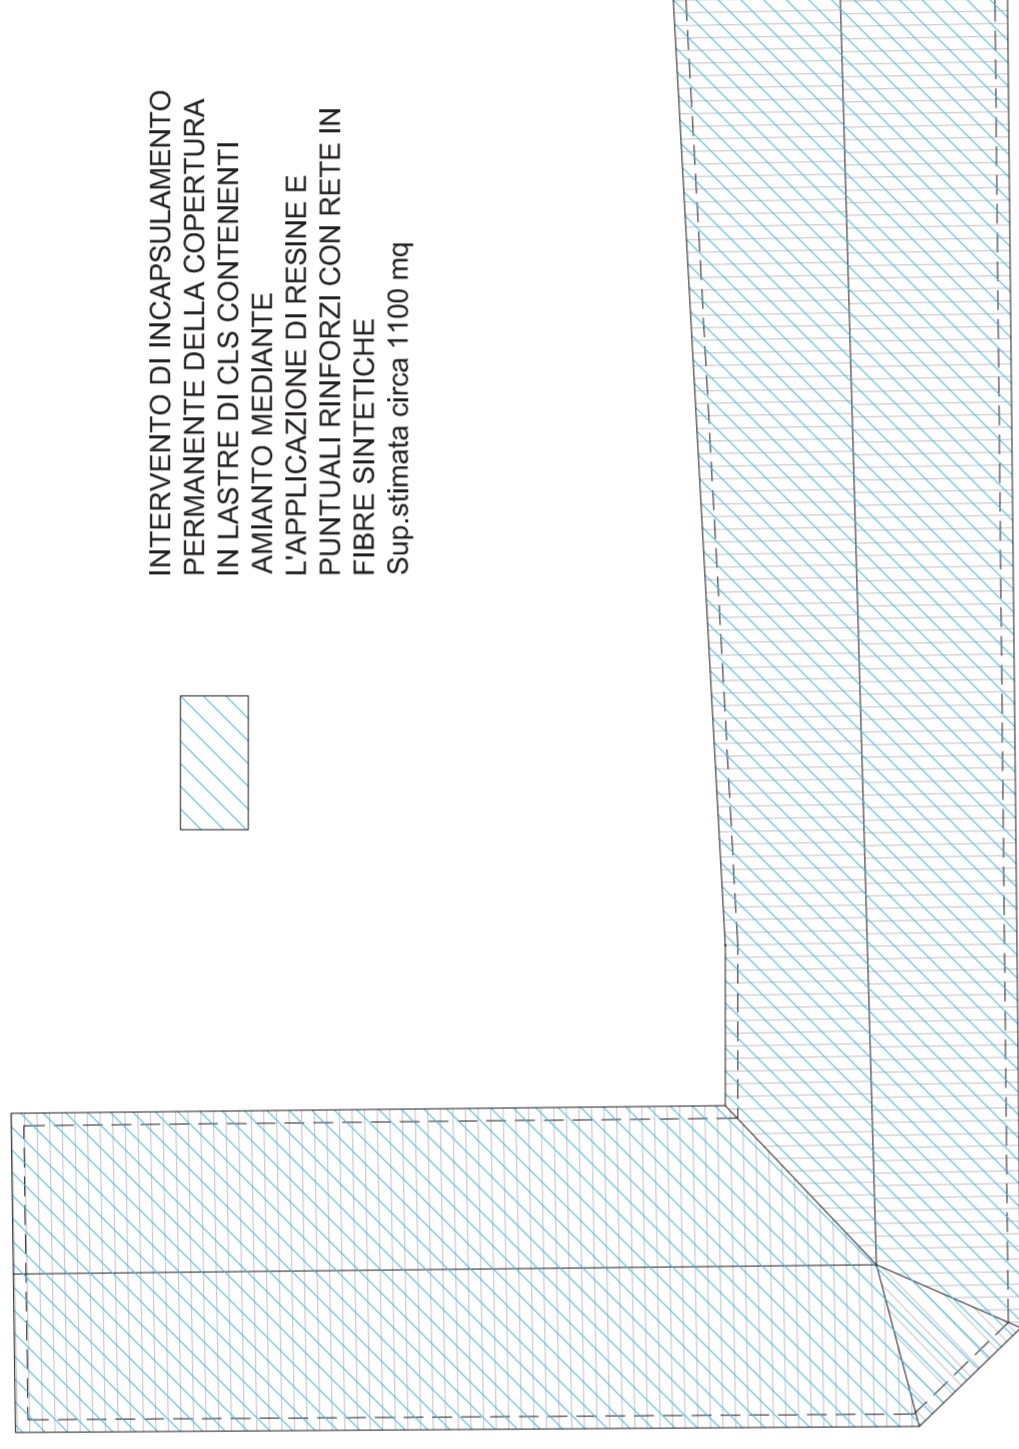 INTERVENTO DI INCAPSULAMENTO
PERMANENTE DELLA COPERTURA
IN LASTRE DI CLS CONTENENTI
AMIANTO MEDIANTE
L'APPLICAZIONE DI RESINE E
PUNTUALI RINFORZI CON RETE IN
FIBRE SINTETICHE
Sup.stimata circa 1100 mq